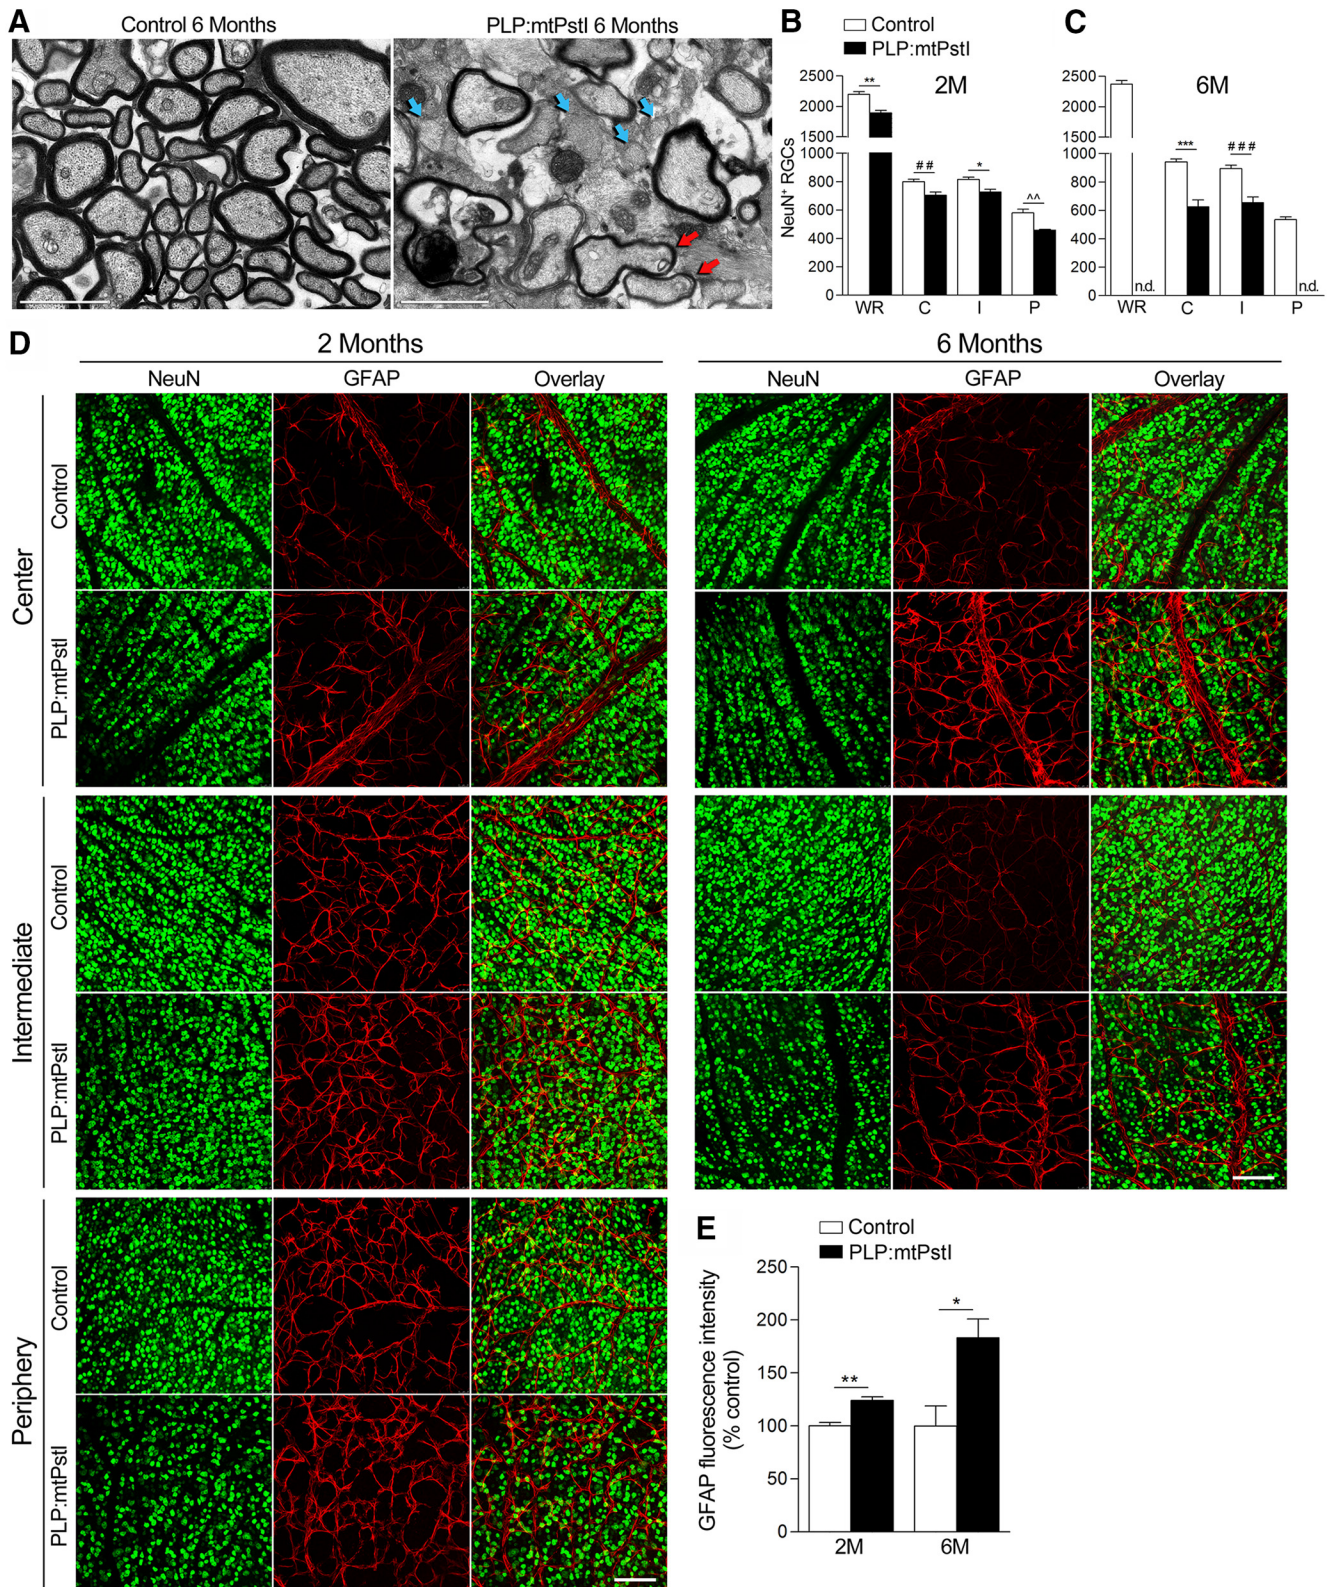 A
Control 6 Months
PLP:mtPstI 6 Months
B
Control
PLP:mtPstI
2M
NeuN⁺ RGCs
2500
2000
1500
1000
800
600
400
200
0
**
##
*
^^
WR C I P
C
6M
2500
2000
1500
1000
800
600
400
200
0
***
###
n.d.
n.d.
WR C I P
D
2 Months
6 Months
NeuN GFAP Overlay
NeuN GFAP Overlay
Center
Control
PLP:mtPstI
Intermediate
Control
PLP:mtPstI
Periphery
Control
PLP:mtPstI
E
Control
PLP:mtPstI
GFAP fluorescence intensity
(% control)
250
200
150
100
50
0
**
*
2M 6M